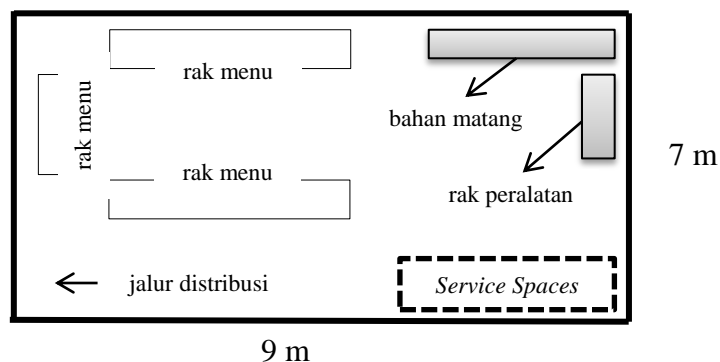 rak menu
bahan matang
rak menu
7 m
rak menu
rak peralatan
jalur distribusi
Service Spaces
9 m